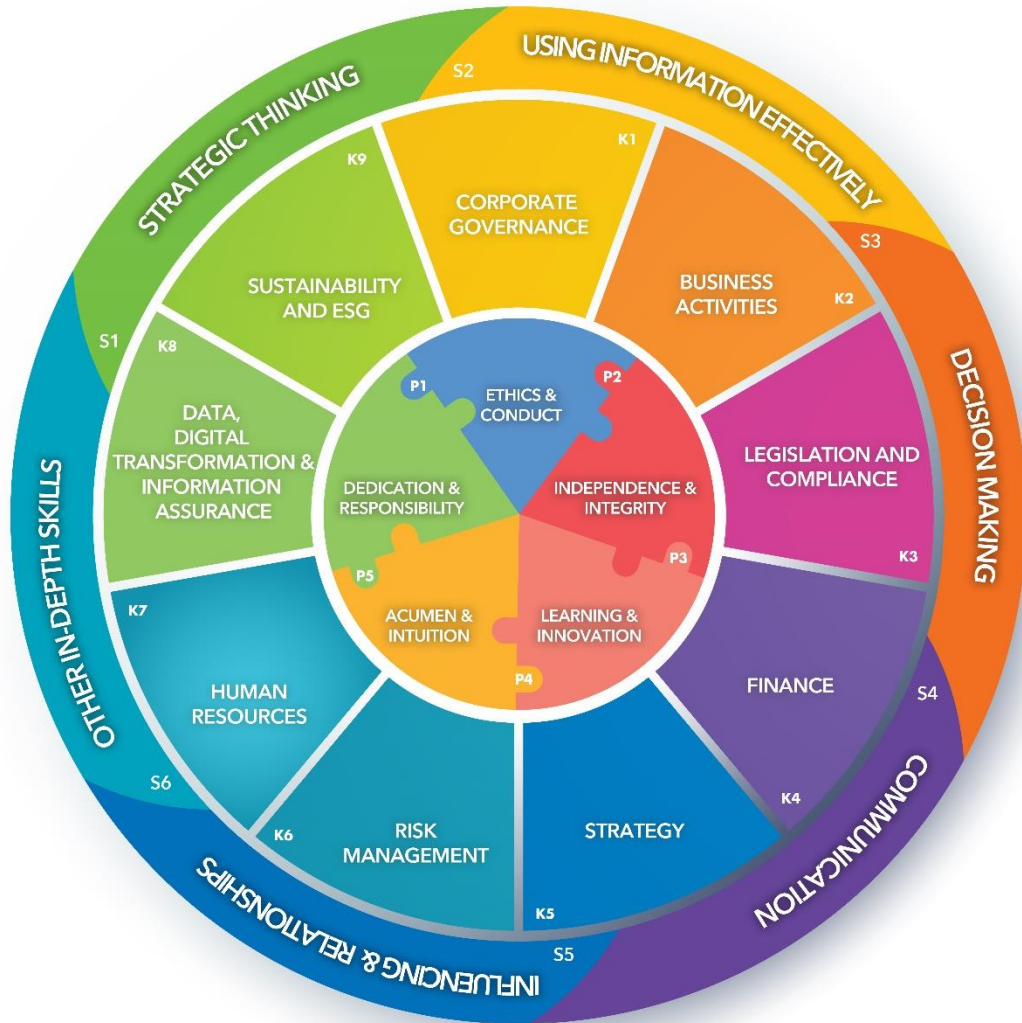 STRATEGIC THINKING
S1
USING INFORMATION EFFECTIVELY
S2
DECISION MAKING
S3
COMMUNICATION
S4
INFLUENCING & RELATIONSHIPS
S5
OTHER IN-DEPTH SKILLS
S6
K1
CORPORATE
GOVERNANCE
K2
BUSINESS
ACTIVITIES
K3
LEGISLATION AND
COMPLIANCE
K4
FINANCE
K5
STRATEGY
K6
RISK
MANAGEMENT
K7
HUMAN
RESOURCES
K8
DATA,
DIGITAL
TRANSFORMATION &
INFORMATION
ASSURANCE
K9
SUSTAINABILITY
AND ESG
P1
ETHICS &
CONDUCT
P2
INDEPENDENCE &
INTEGRITY
P3
LEARNING &
INNOVATION
P4
ACUMEN &
INTUITION
P5
DEDICATION &
RESPONSIBILITY